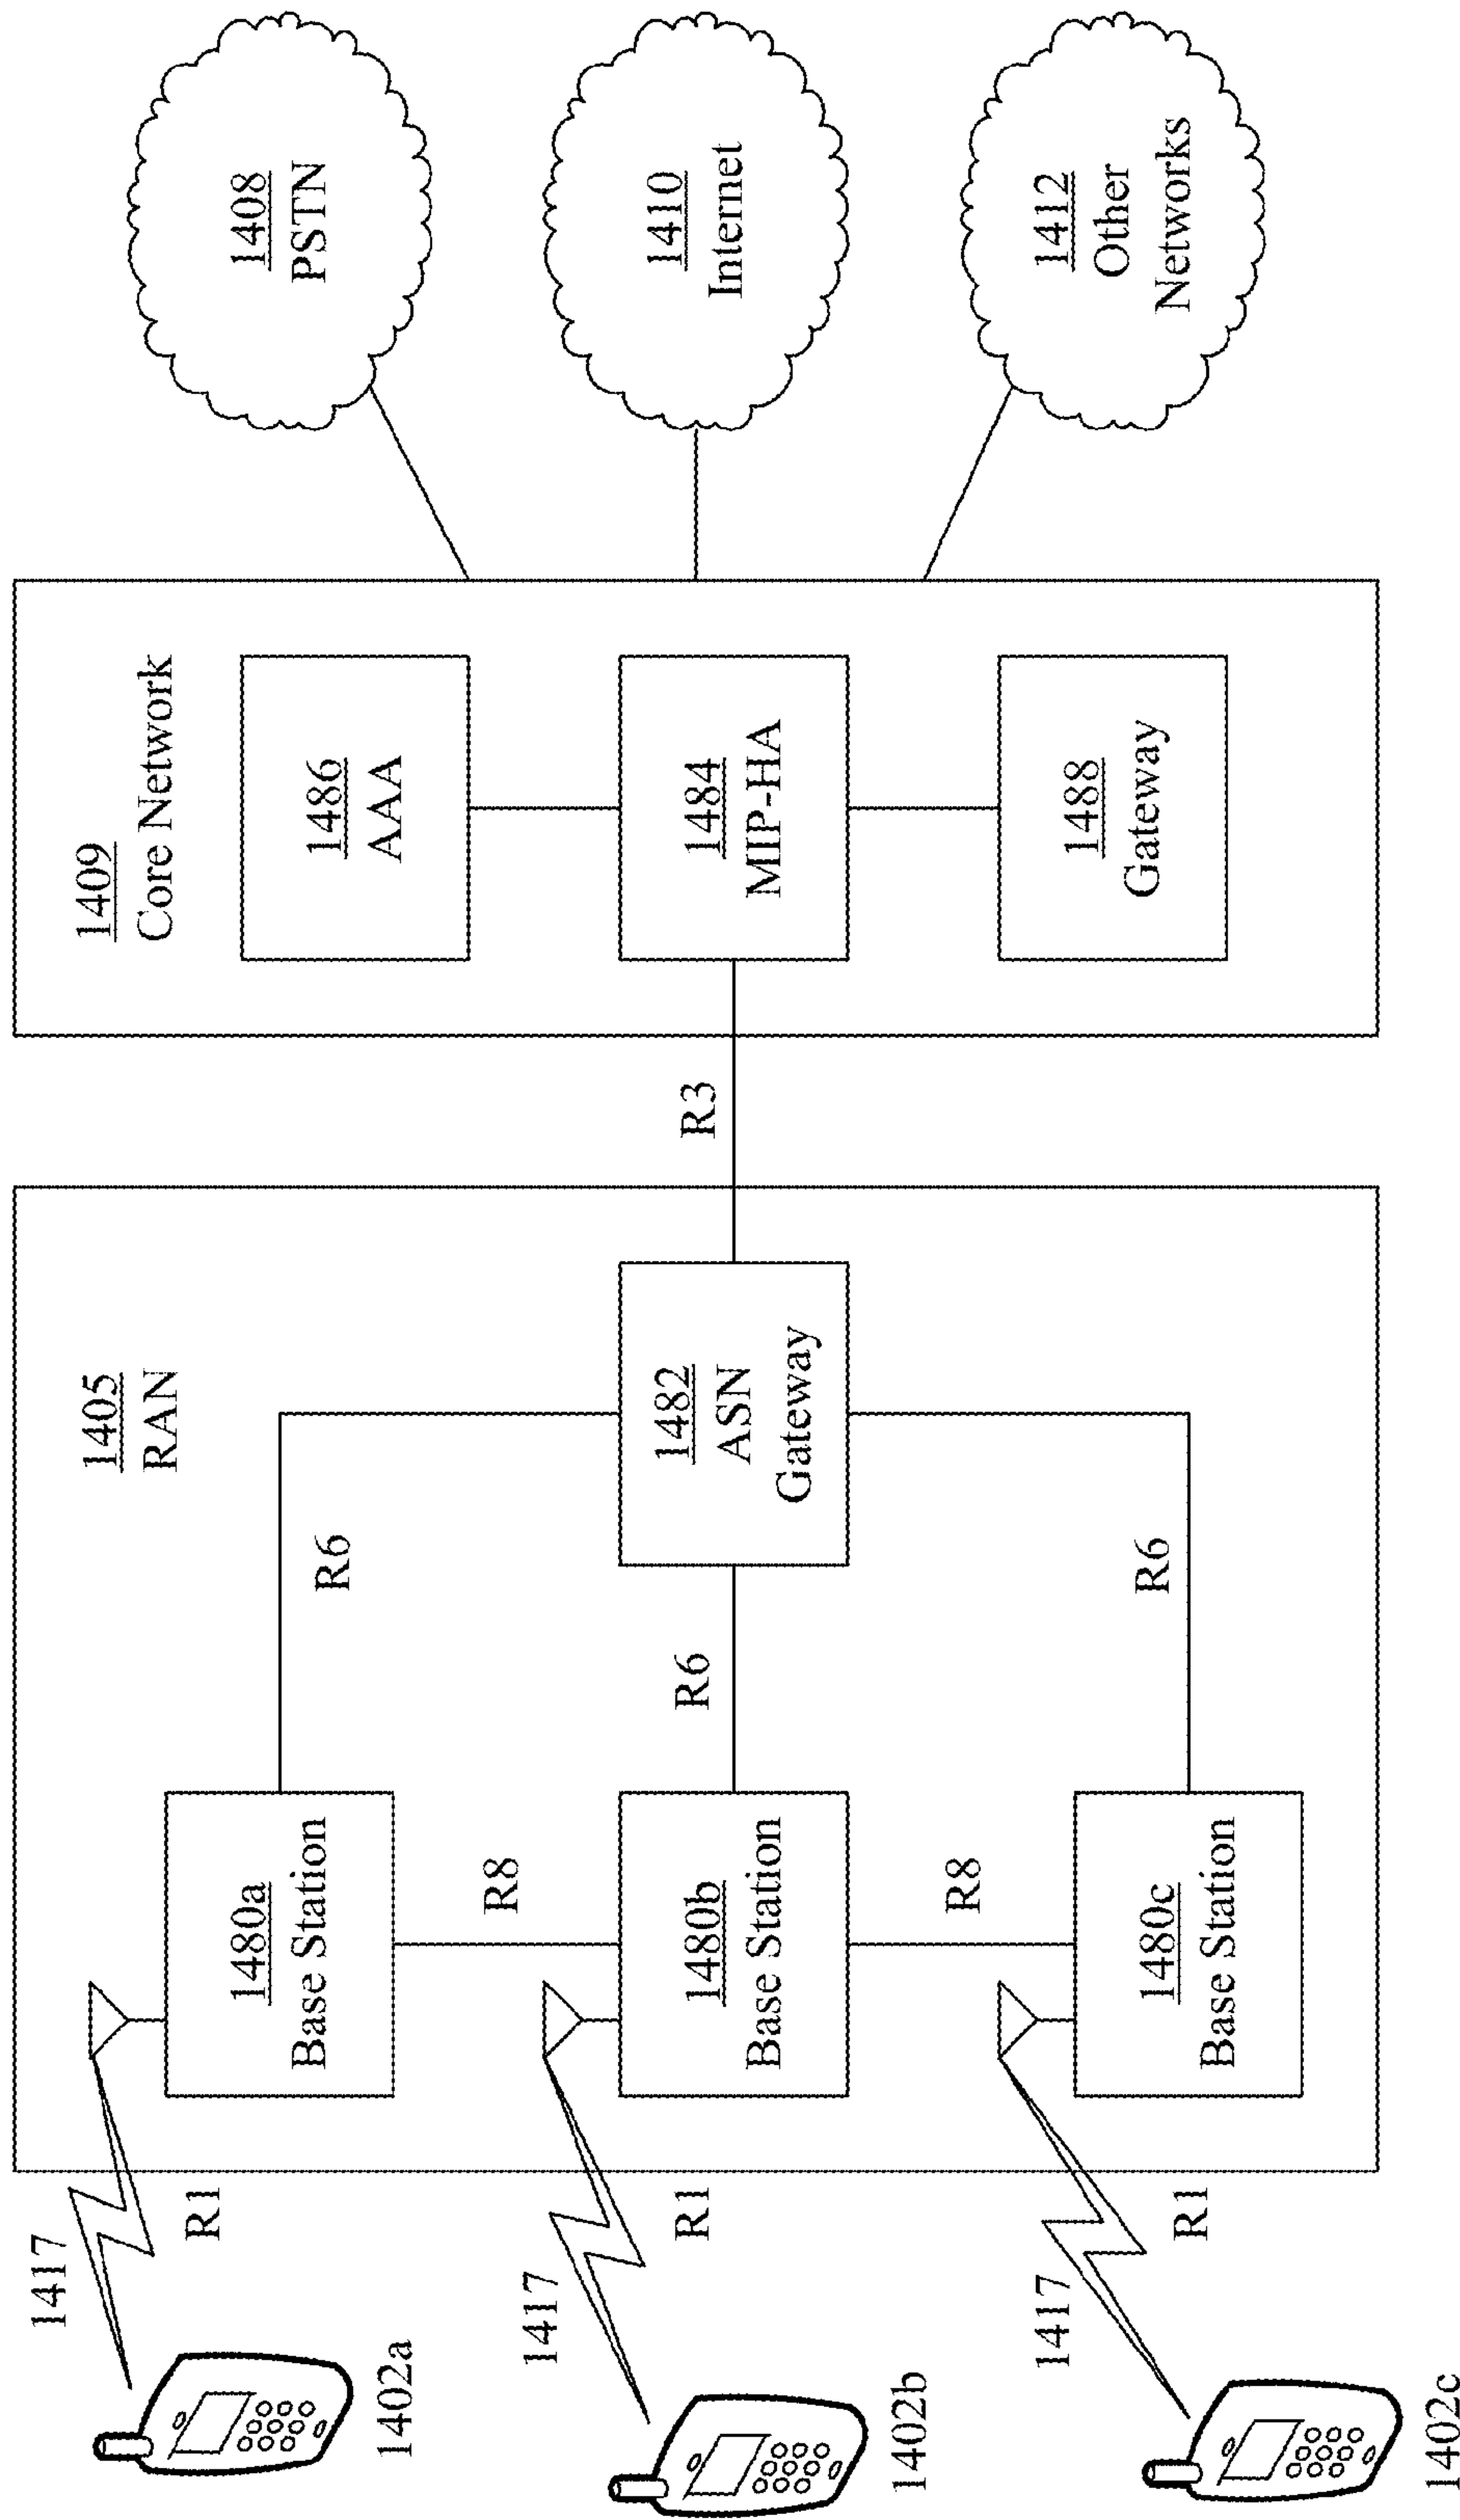 1408
PSTN
1410
Internet
1412
Other
Networks
1409
Core Network
1486
AAA
1484
MIP-HA
1488
Gateway
R3
1405
RAN
1482
ASN
Gateway
R6
R6
R6
1480a
Base Station
R8
1480b
Base Station
R8
1480c
Base Station
1417
R1
1417
R1
1417
R1
1402a
1402b
1402c